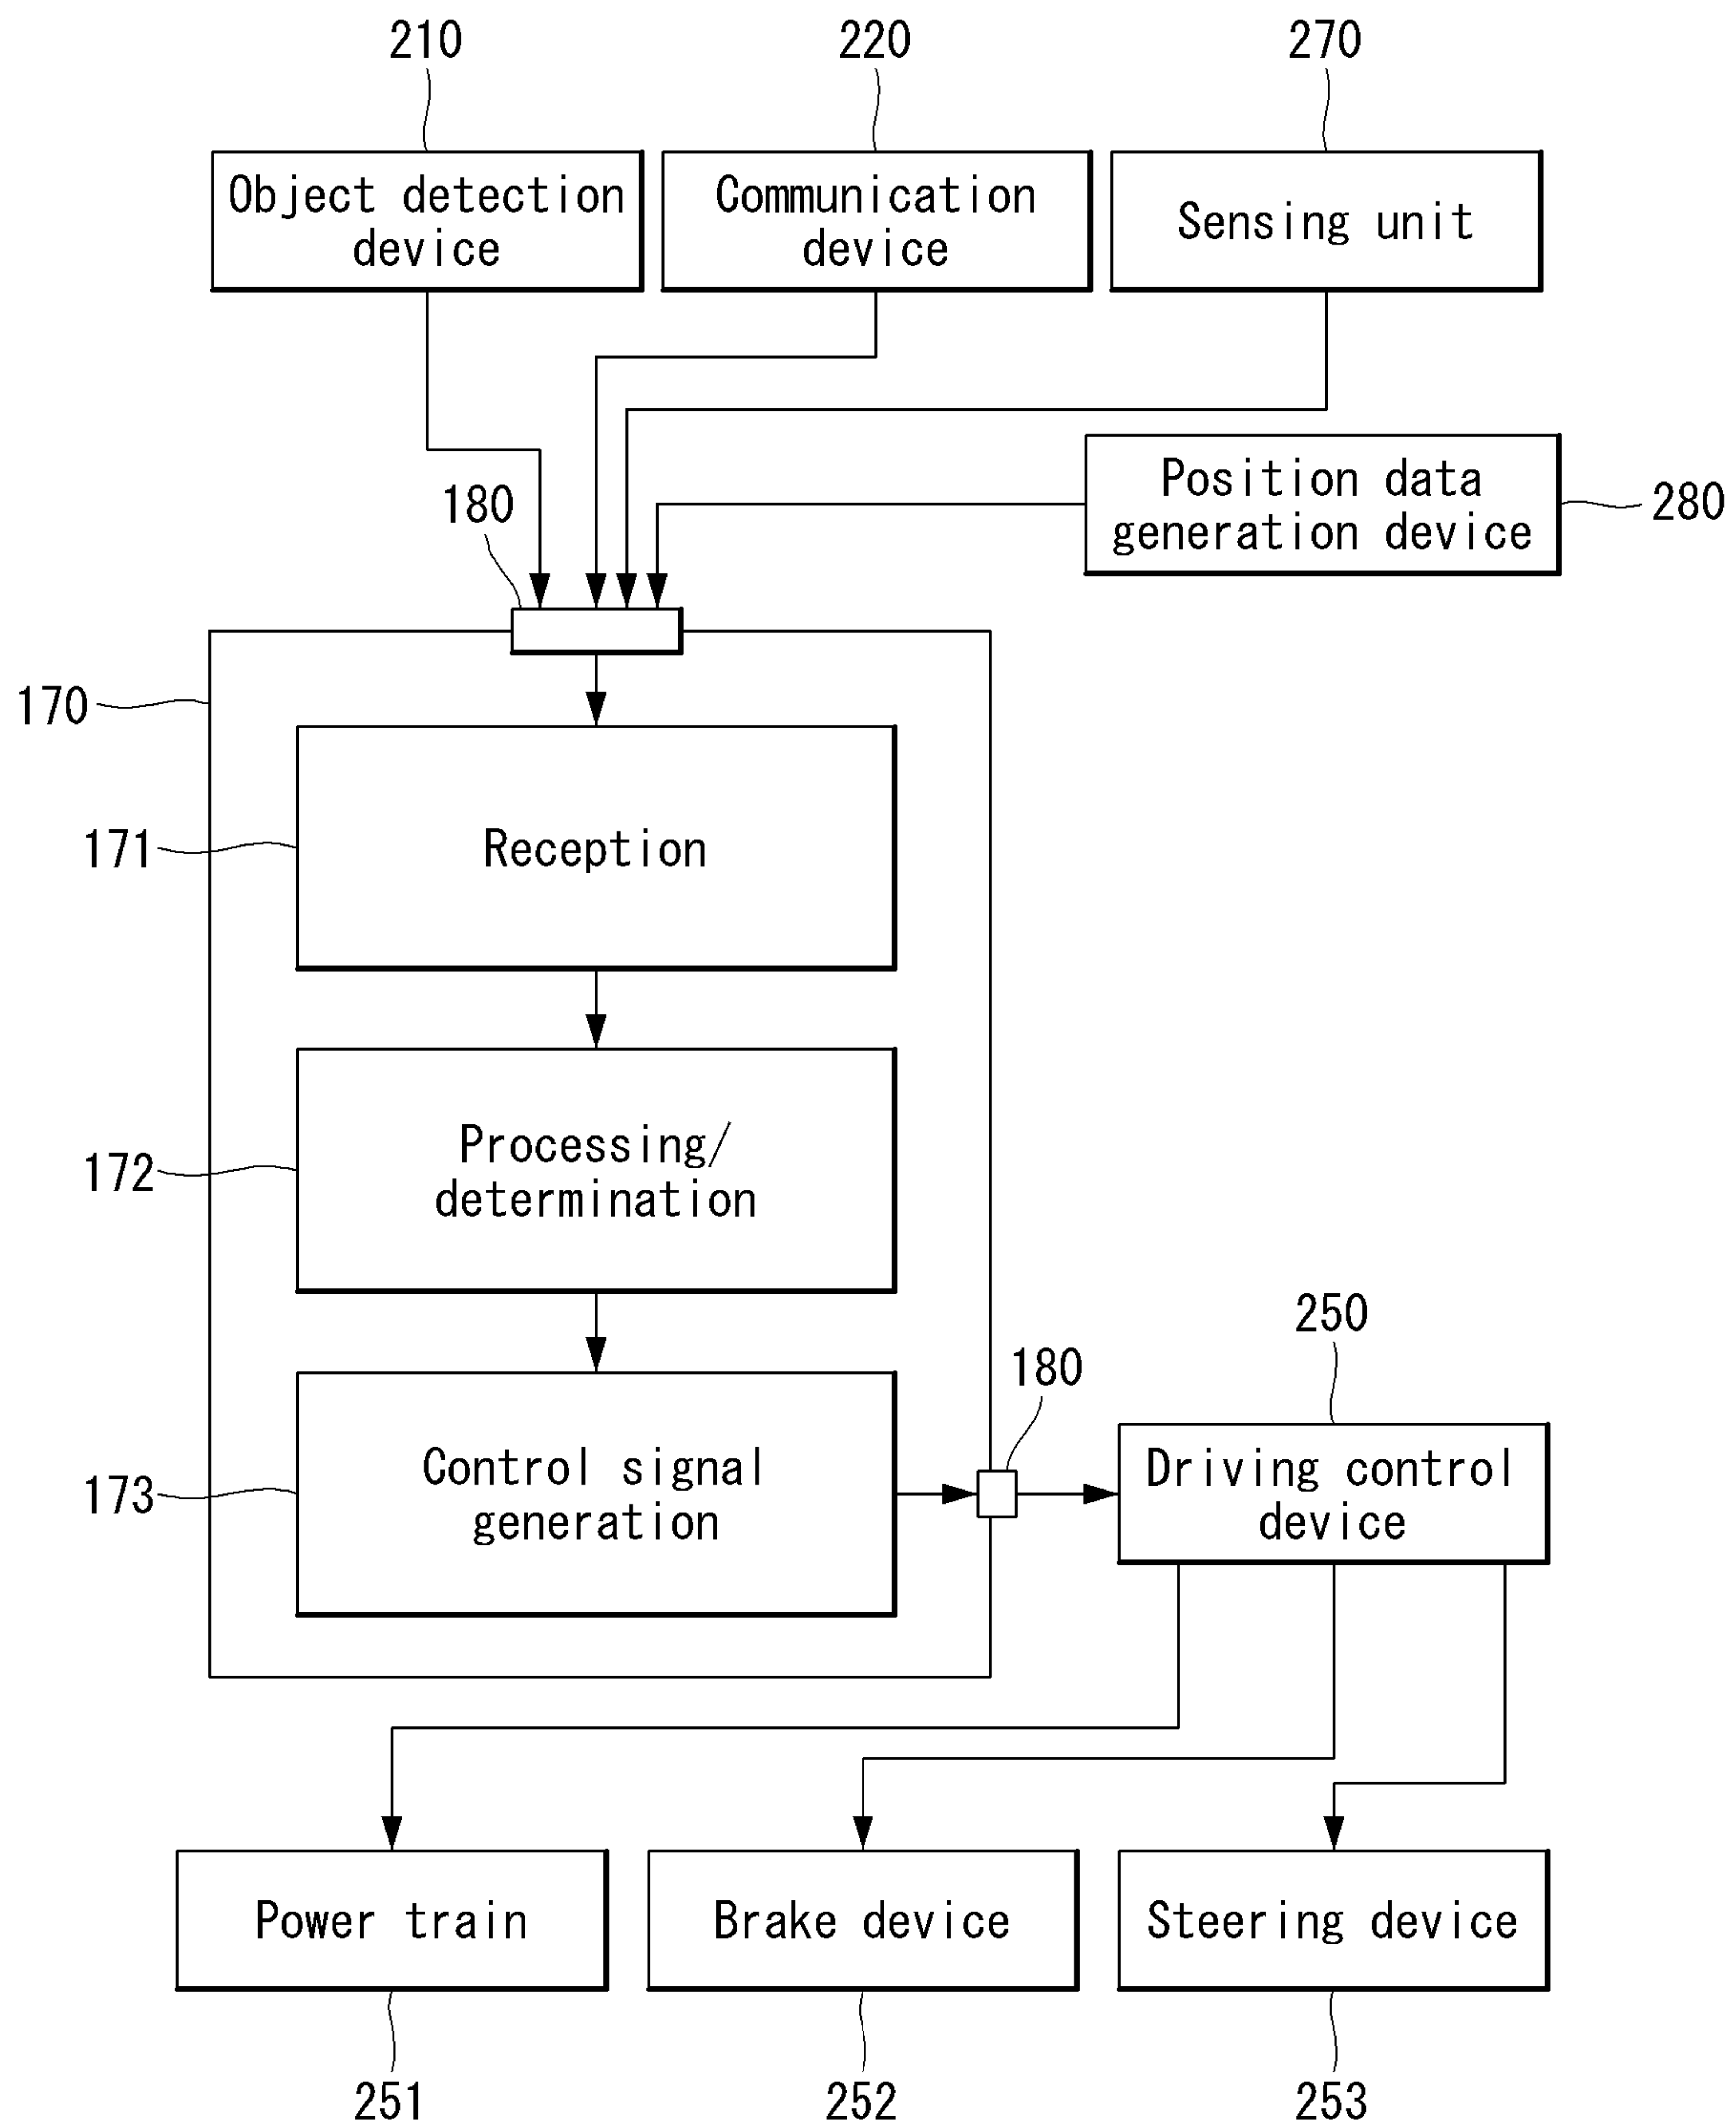 210
220
270
Object detection
device
Communication
device
Sensing unit
Position data
generation device
280
180
170
Reception
171
Processing/
determination
172
250
180
Control signal
generation
173
Driving control
device
Power train
Brake device
Steering device
251
252
253